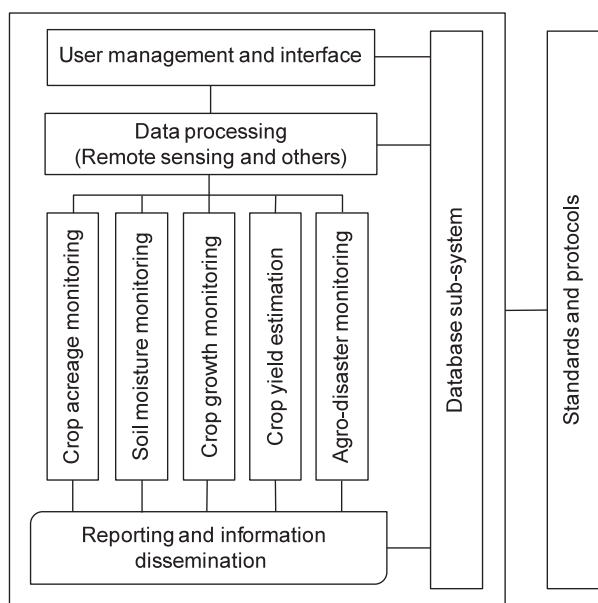 User management and interface
Data processing
(Remote sensing and others)
Crop acreage monitoring
Soil moisture monitoring
Crop growth monitoring
Crop yield estimation
Agro-disaster monitoring
Reporting and information
dissemination
Database sub-system
Standards and protocols